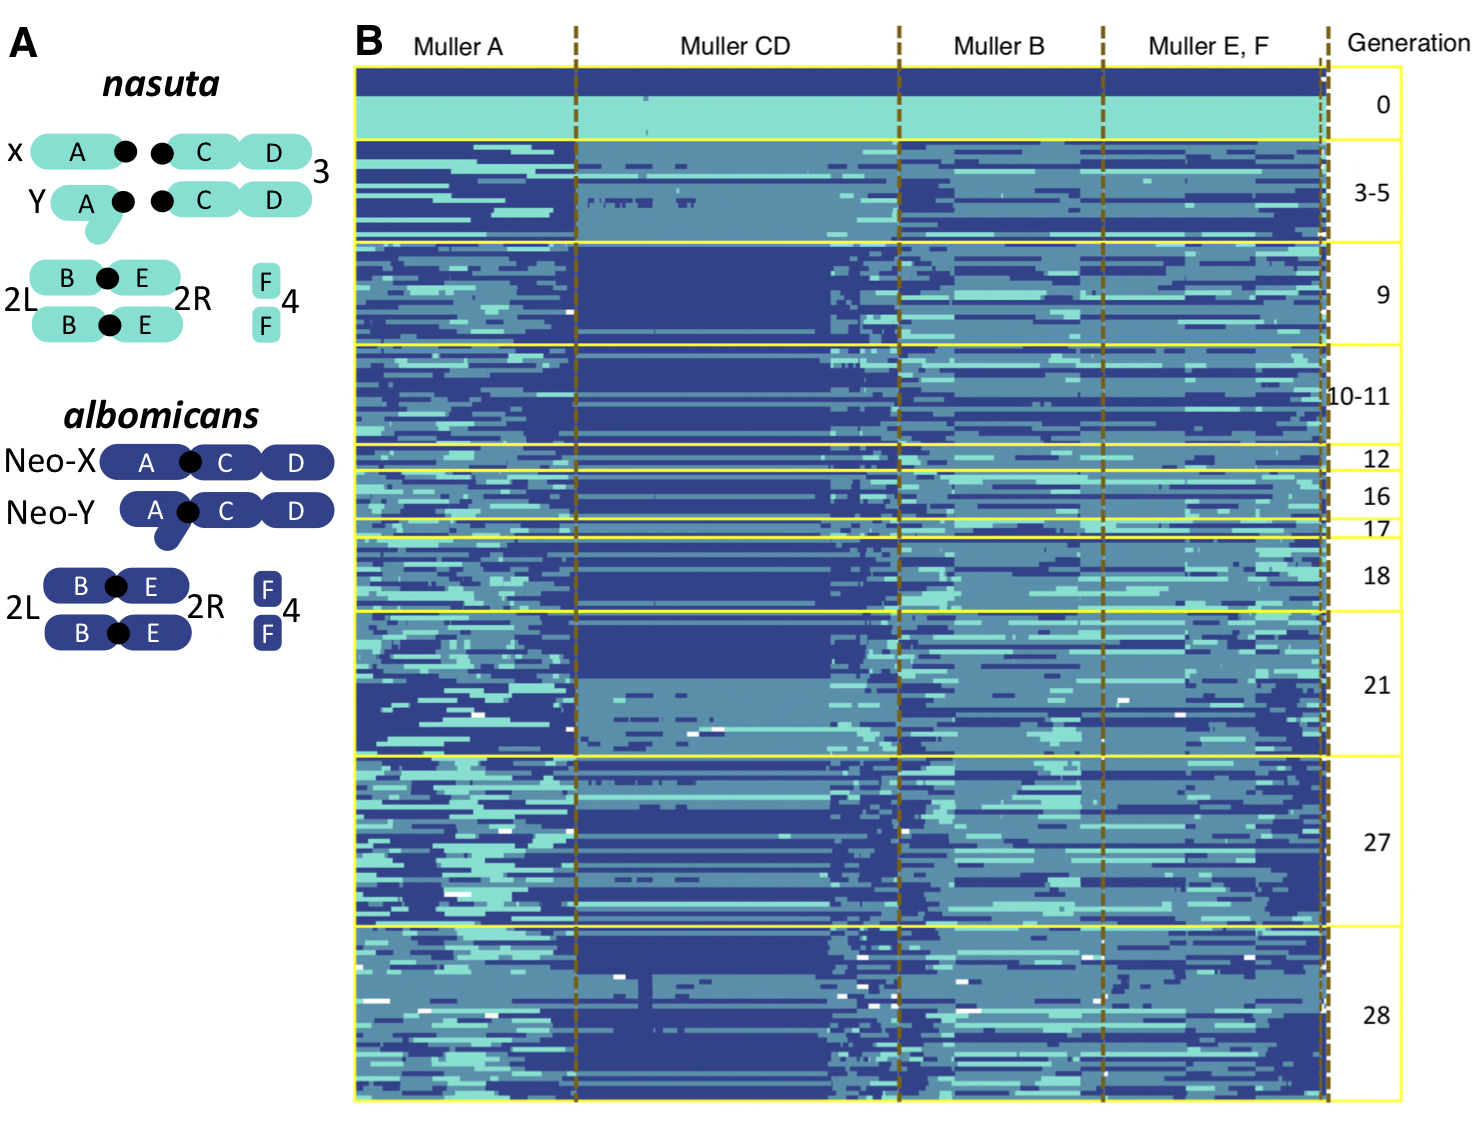 A
nasuta
X A C D 3
Y A C D
2L B E 2R F 4
B E F
albomicans
Neo-X A C D
Neo-Y A C D
2L B E 2R F 4
B E F
B
Muller A Muller CD Muller B Muller E, F Generation
0
3-5
9
10-11
12
16
17
18
21
27
28